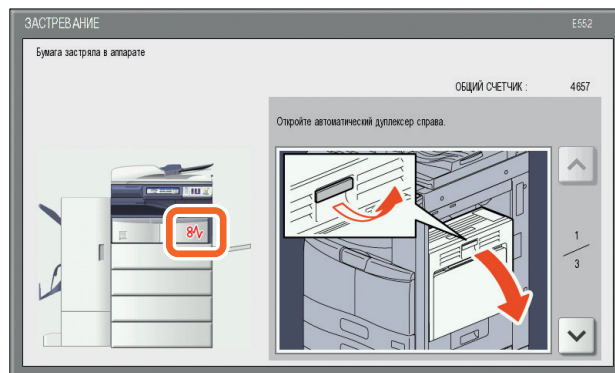 ЗАСТРЕВАНИЕ E552
Бумага застряла в аппарате
ОБЩИЙ СЧЕТЧИК : 4657
Откройте автоматический дуплексер справа.
1
3